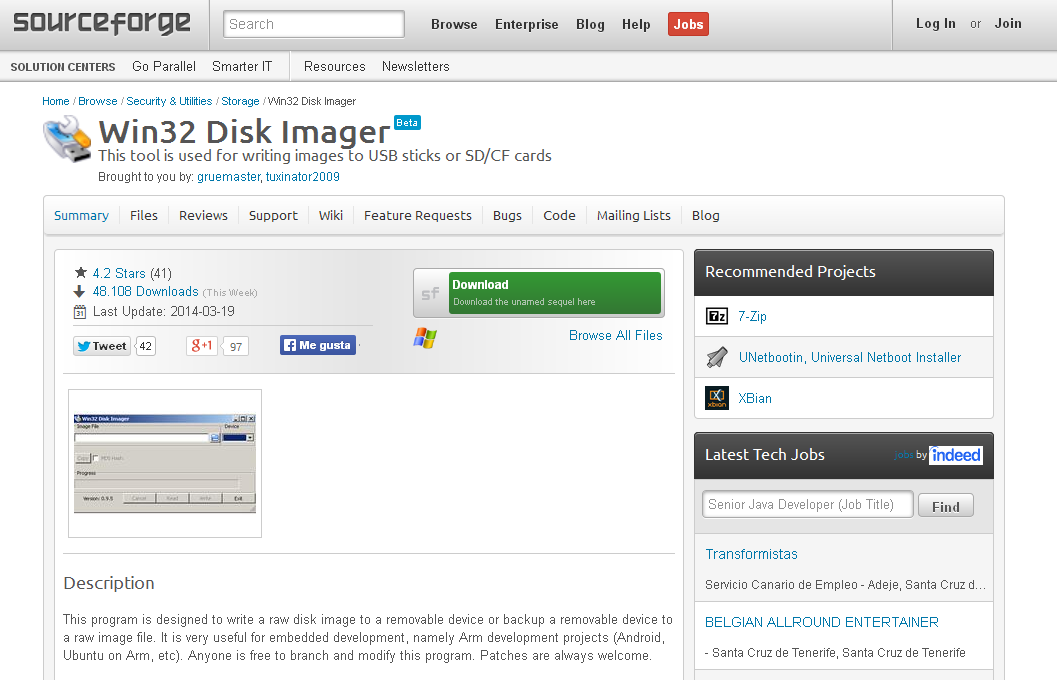 sourceforge
Search
Browse Enterprise Blog Help Jobs
Log In or Join
SOLUTION CENTERS Go Parallel Smarter IT Resources Newsletters
Home / Browse / Security & Utilities / Storage / Win32 Disk Imager
Win32 Disk Imager Beta
This tool is used for writing images to USB sticks or SD/CF cards
Brought to you by: gruemaster, tuxinator2009
Summary Files Reviews Support Wiki Feature Requests Bugs Code Mailing Lists Blog
4.2 Stars (41)
48.108 Downloads (This Week)
31 Last Update: 2014-03-19
Tweet 42 g+1 97 Me gusta
sf Download
Download the unamed sequel here
Browse All Files
Win32 Disk Imager
Image File Device
Copy MD5 Hash:
Progress
Version: 0.9.5 Cancel Read Write Exit
Description
This program is designed to write a raw disk image to a removable device or backup a removable device to
a raw image file. It is very useful for embedded development, namely Arm development projects (Android,
Ubuntu on Arm, etc). Anyone is free to branch and modify this program. Patches are always welcome.
Recommended Projects
7z 7-Zip
UNetbootin, Universal Netboot Installer
XBian XBian
Latest Tech Jobs jobs by indeed
Senior Java Developer (Job Title) Find
Transformistas
Servicio Canario de Empleo - Adeje, Santa Cruz d...
BELGIAN ALLROUND ENTERTAINER
- Santa Cruz de Tenerife, Santa Cruz de Tenerife